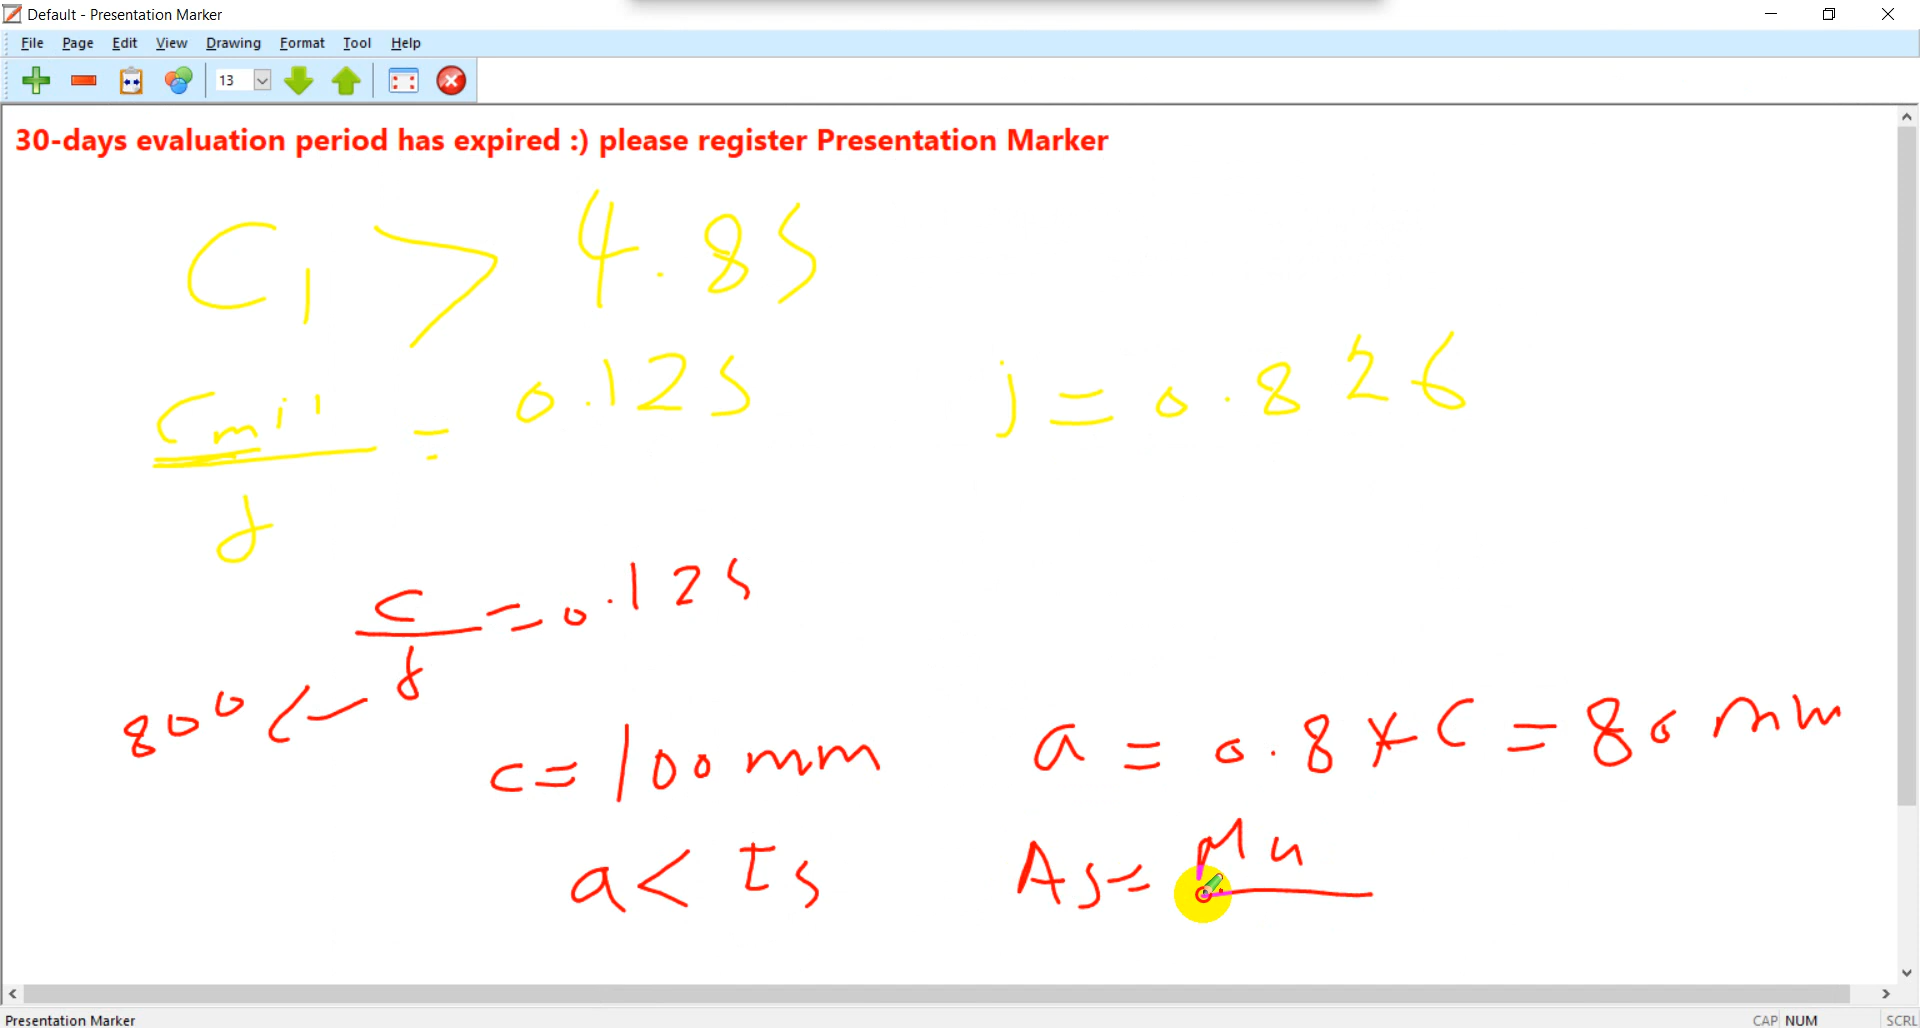 Default - Presentation Marker
File Page Edit View Drawing Format Tool Help
13
30-days evaluation period has expired :) please register Presentation Marker
C1 > 4.85
Cmin / d = 0.125 j = 0.826
c / d = 0.125
800 ←
c = 100 mm a = 0.8 * C = 80 mm
a < ts As = Mu
Presentation Marker CAP NUM SCRL